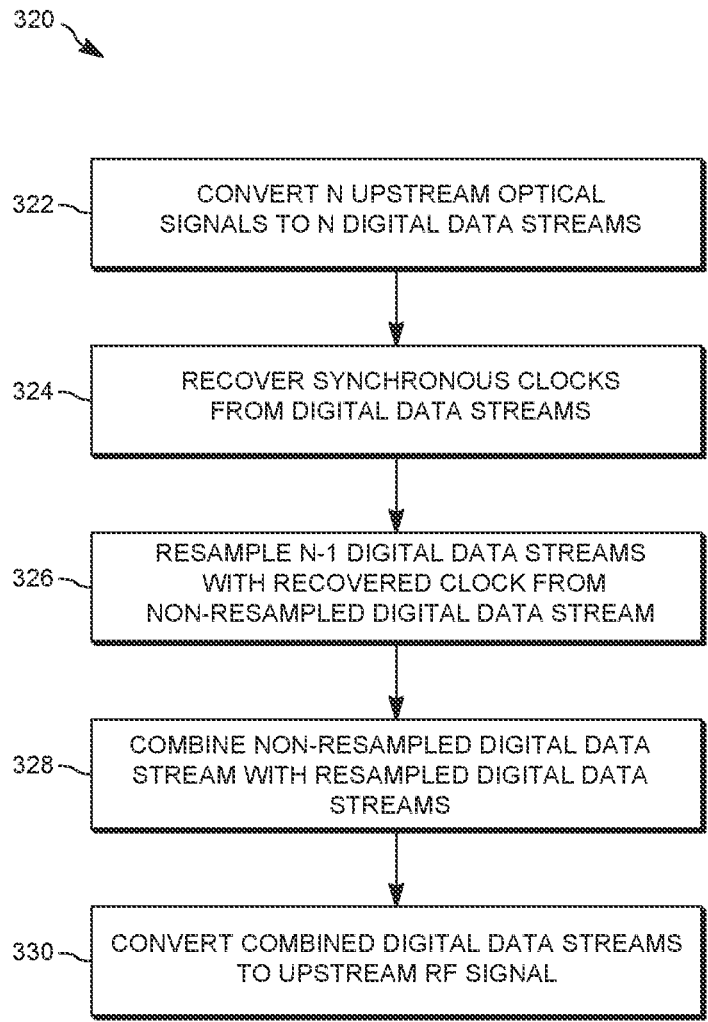 320
322
CONVERT N UPSTREAM OPTICAL
SIGNALS TO N DIGITAL DATA STREAMS
324
RECOVER SYNCHRONOUS CLOCKS
FROM DIGITAL DATA STREAMS
326
RESAMPLE N-1 DIGITAL DATA STREAMS
WITH RECOVERED CLOCK FROM
NON-RESAMPLED DIGITAL DATA STREAM
328
COMBINE NON-RESAMPLED DIGITAL DATA
STREAM WITH RESAMPLED DIGITAL DATA
STREAMS
330
CONVERT COMBINED DIGITAL DATA STREAMS
TO UPSTREAM RF SIGNAL